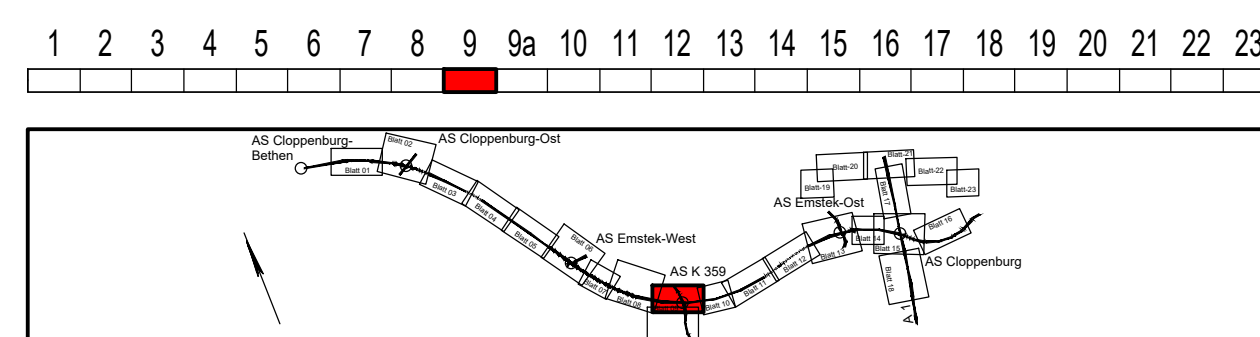 1 2 3 4 5 6 7 8 9 9a 10 11 12 13 14 15 16 17 18 19 20 21 22 23
AS Cloppenburg-
Bethen
AS Cloppenburg-Ost
Blatt 01
Blatt 02
Blatt 03
Blatt 04
Blatt 05
Blatt 06
AS Emstek-West
Blatt 07
Blatt 08
AS K 359
Blatt 10
Blatt 11
Blatt 12
Blatt 13
AS Emstek-Ost
Blatt 14
Blatt 15
Blatt 16
Blatt 17
Blatt 18
Blatt-19
Blatt-20
Blatt-21
Blatt-22
Blatt-23
AS Cloppenburg
A 1